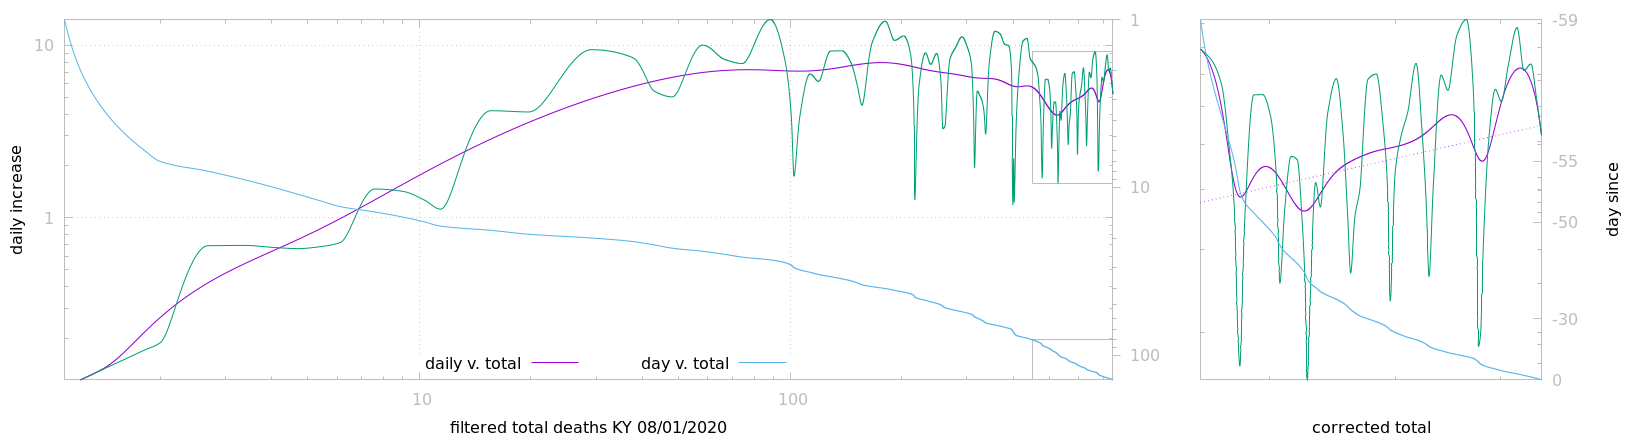 daily increase
10
1
10
100
1
10
100
daily v. total
day v. total
filtered total deaths KY 08/01/2020
-59
-55
-50
-30
0
day since
corrected total